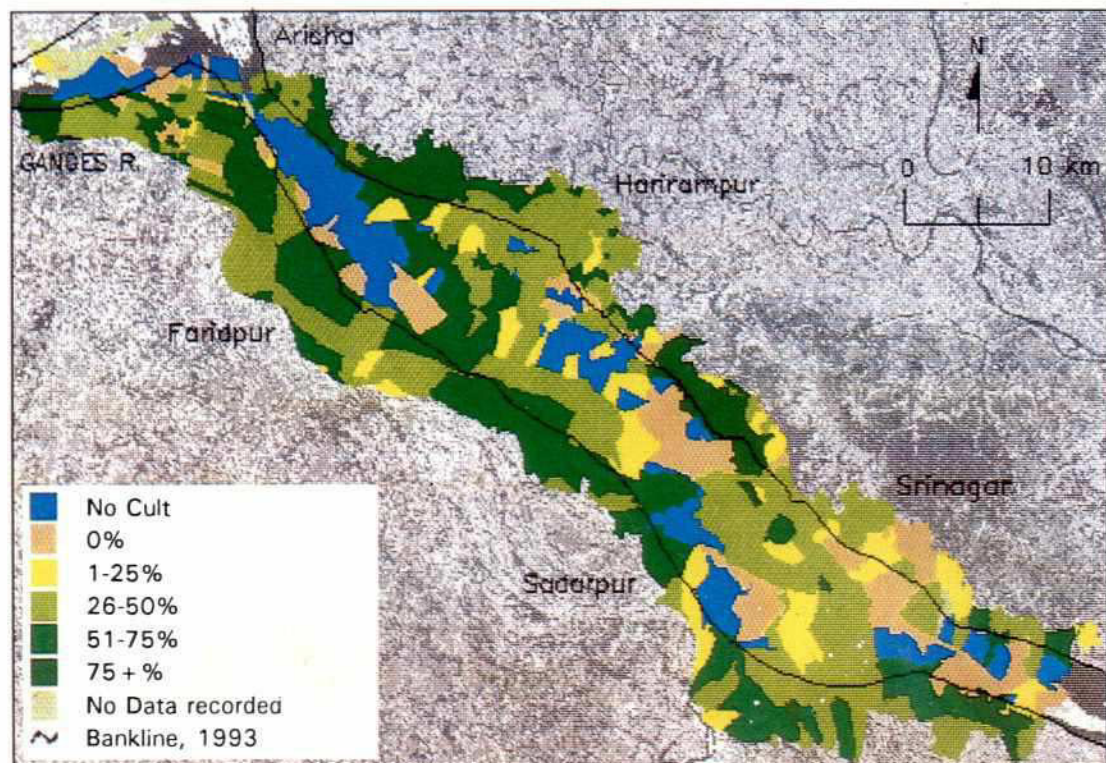 Aricha
N
GANGES R.
Harirampur
0 10 km
Faridpur
Srinagar
Sadarpur
No Cult
0%
1-25%
26-50%
51-75%
75 + %
No Data recorded
Bankline, 1993